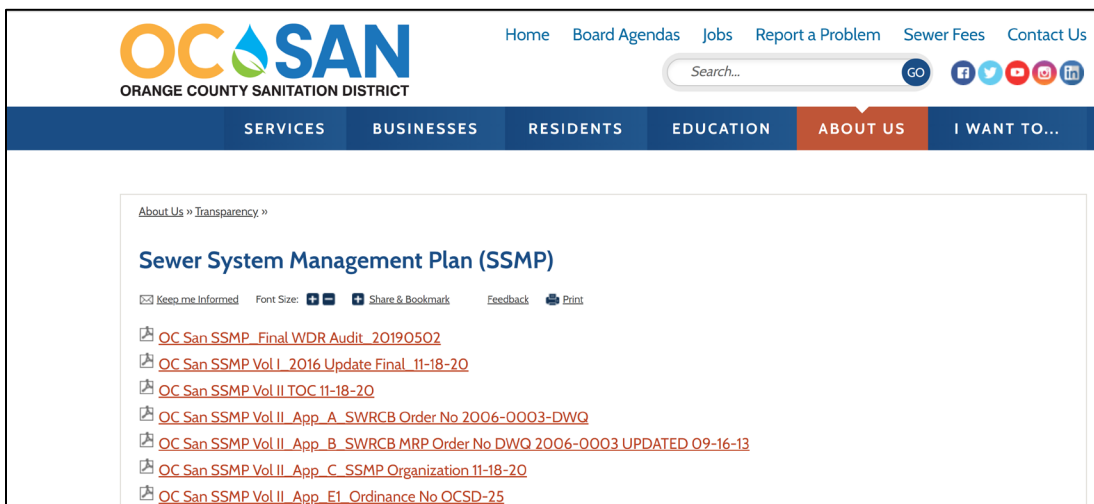 OC SAN
ORANGE COUNTY SANITATION DISTRICT
Home Board Agendas Jobs Report a Problem Sewer Fees Contact Us
Search... GO
SERVICES BUSINESSES RESIDENTS EDUCATION ABOUT US I WANT TO...
About Us » Transparency »
Sewer System Management Plan (SSMP)
Keep me Informed Font Size: + - Share & Bookmark Feedback Print
OC San SSMP_Final WDR Audit_20190502
OC San SSMP Vol I_2016 Update Final_11-18-20
OC San SSMP Vol II TOC 11-18-20
OC San SSMP Vol II_App_A_SWRCB Order No 2006-0003-DWQ
OC San SSMP Vol II_App_B_SWRCB MRP Order No DWQ 2006-0003 UPDATED 09-16-13
OC San SSMP Vol II_App_C_SSMP Organization 11-18-20
OC San SSMP Vol II_App_E1_Ordinance No OCSD-25